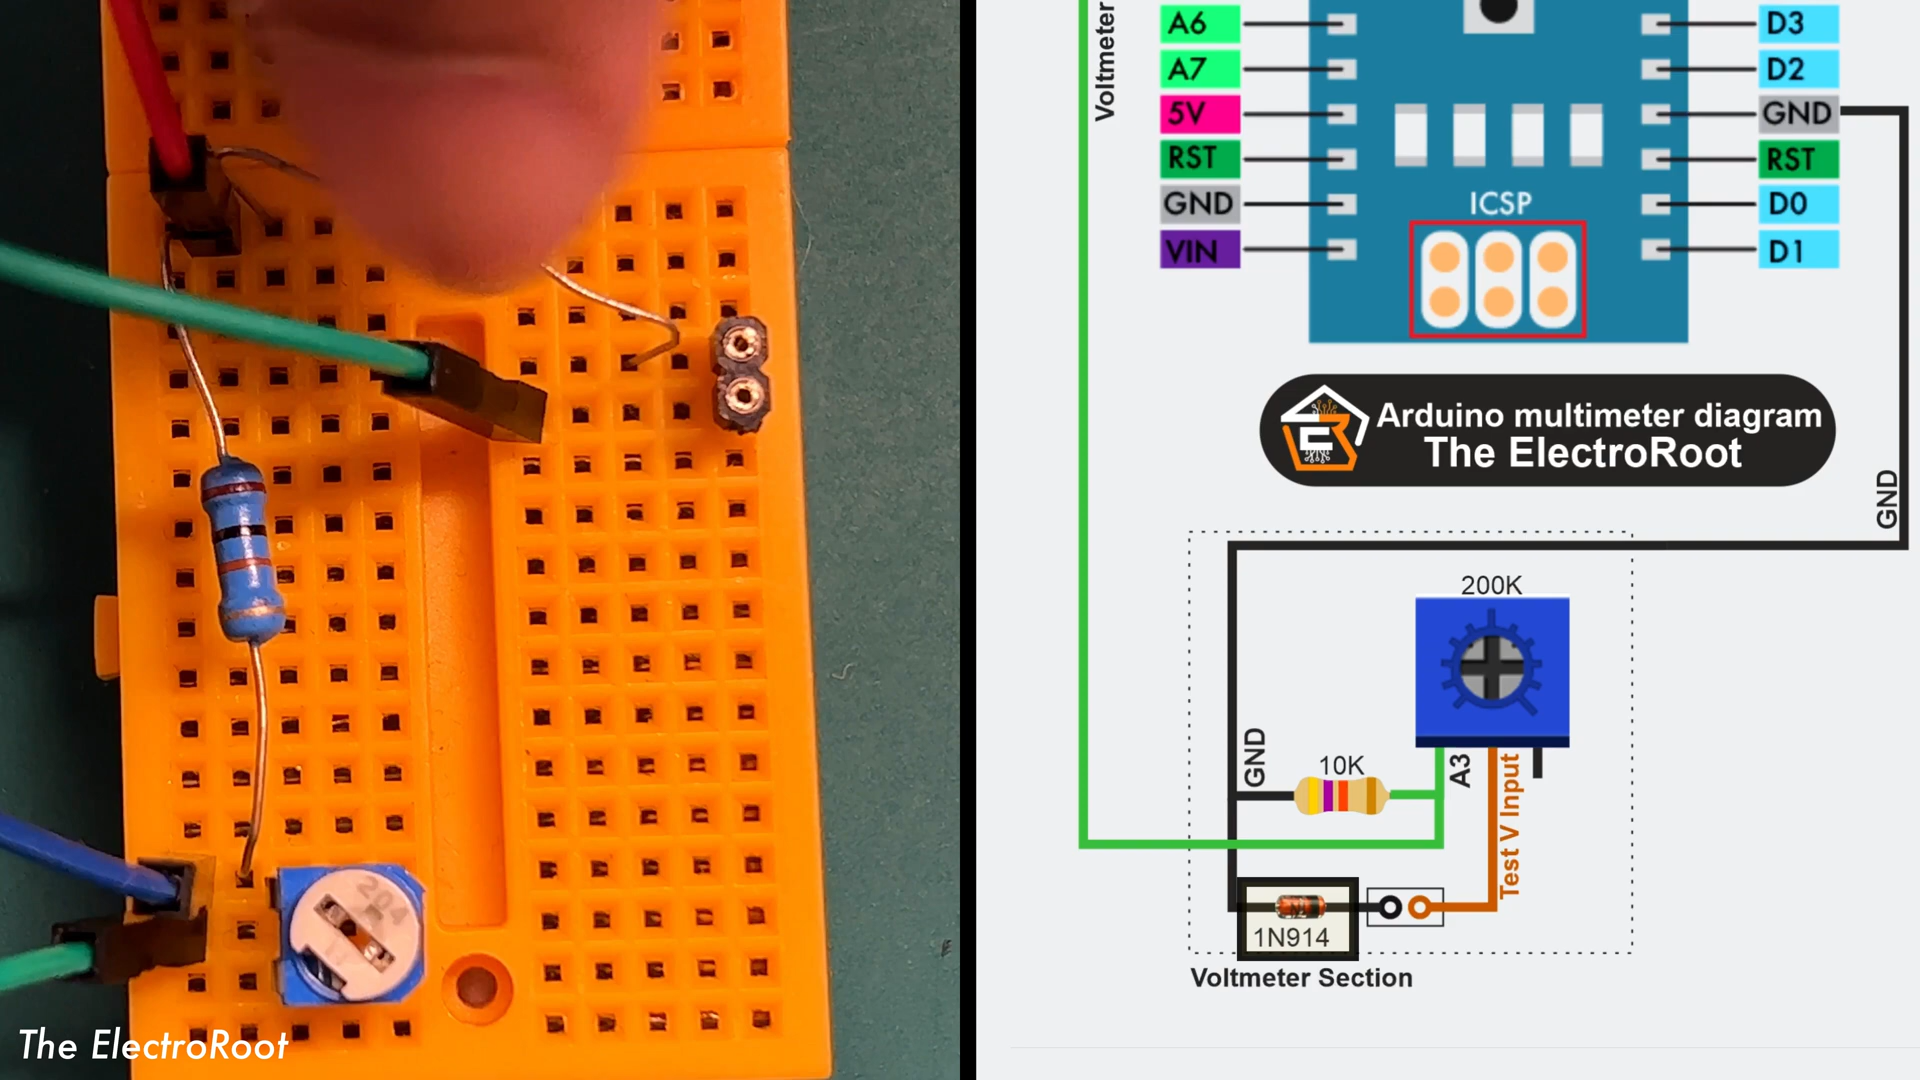 204
The ElectroRoot
Voltmeter
A6
A7
5V
RST
GND
VIN
D3
D2
GND
RST
D0
D1
ICSP
Arduino multimeter diagram
The ElectroRoot
GND
200K
GND
10K
A3
Test V Input
1N914
Voltmeter Section